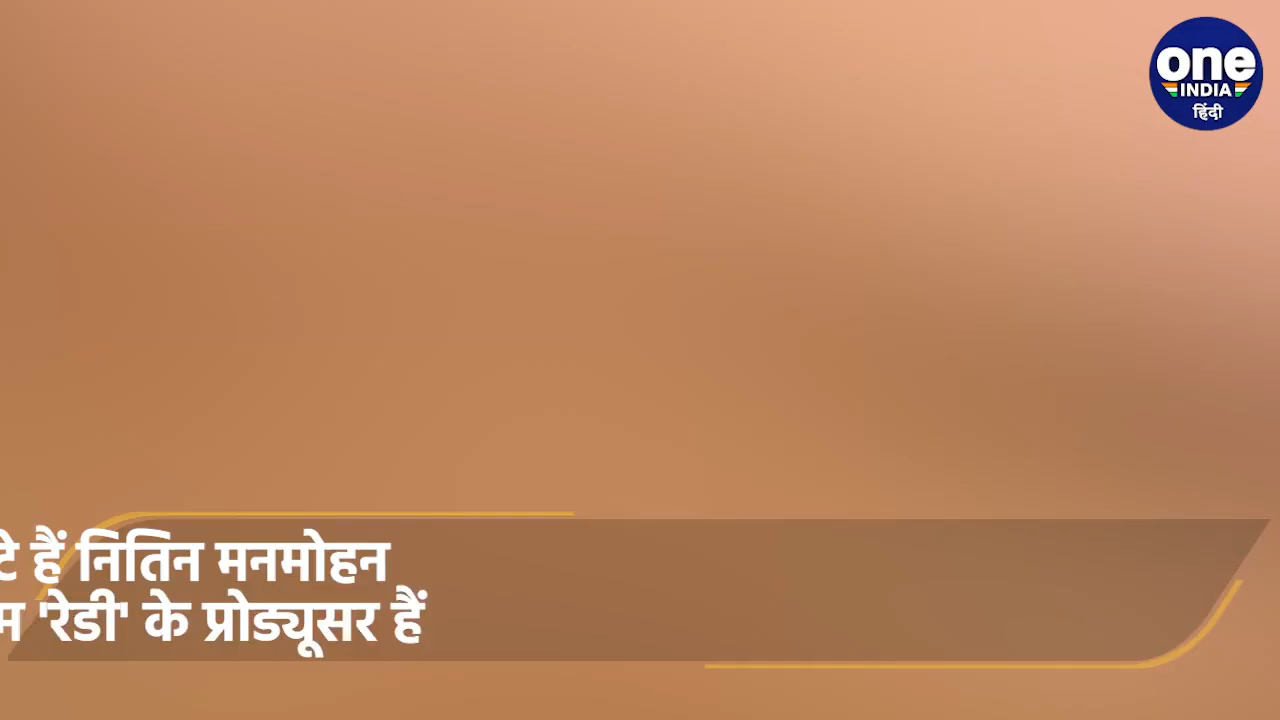 one
INDIA
हिंदी
हैं नितिन मनमोहन
'रेडी' के प्रोड्यूसर हैं